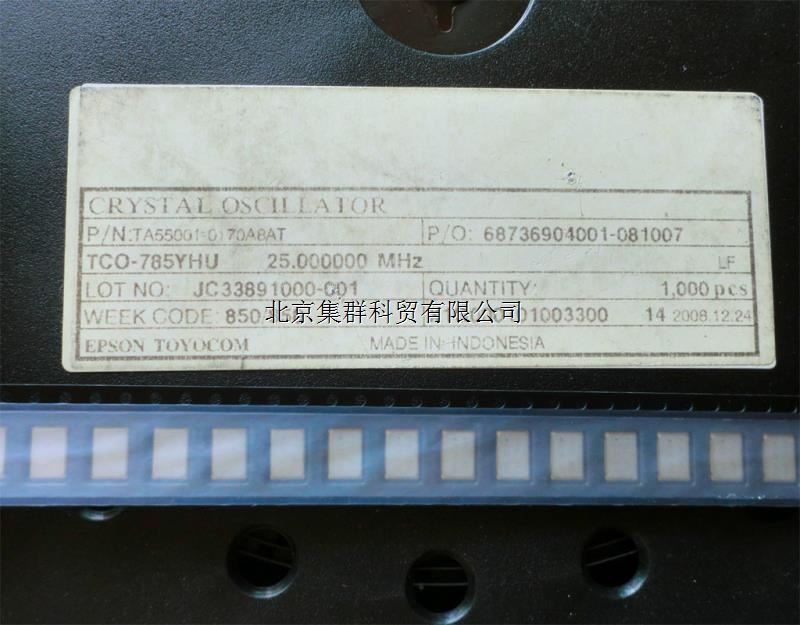 CRYSTAL OSCILLATOR
P/N:TA55001-0170A8AT P/O: 68736904001-081007
TCO-785YHU 25.000000 MHz LF
LOT NO: JC33891000-001 QUANTITY: 1,000 pcs
北京集群科贸有限公司
WEEK CODE: 14 2008.12.24
EPSON TOYOCOM MADE IN INDONESIA